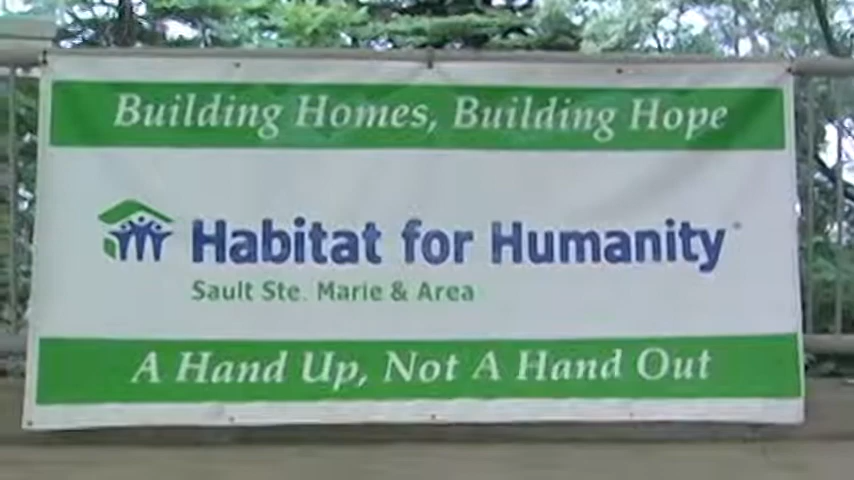 Building Homes, Building Hope
Habitat for Humanity
Sault Ste. Marie & Area
A Hand Up, Not A Hand Out